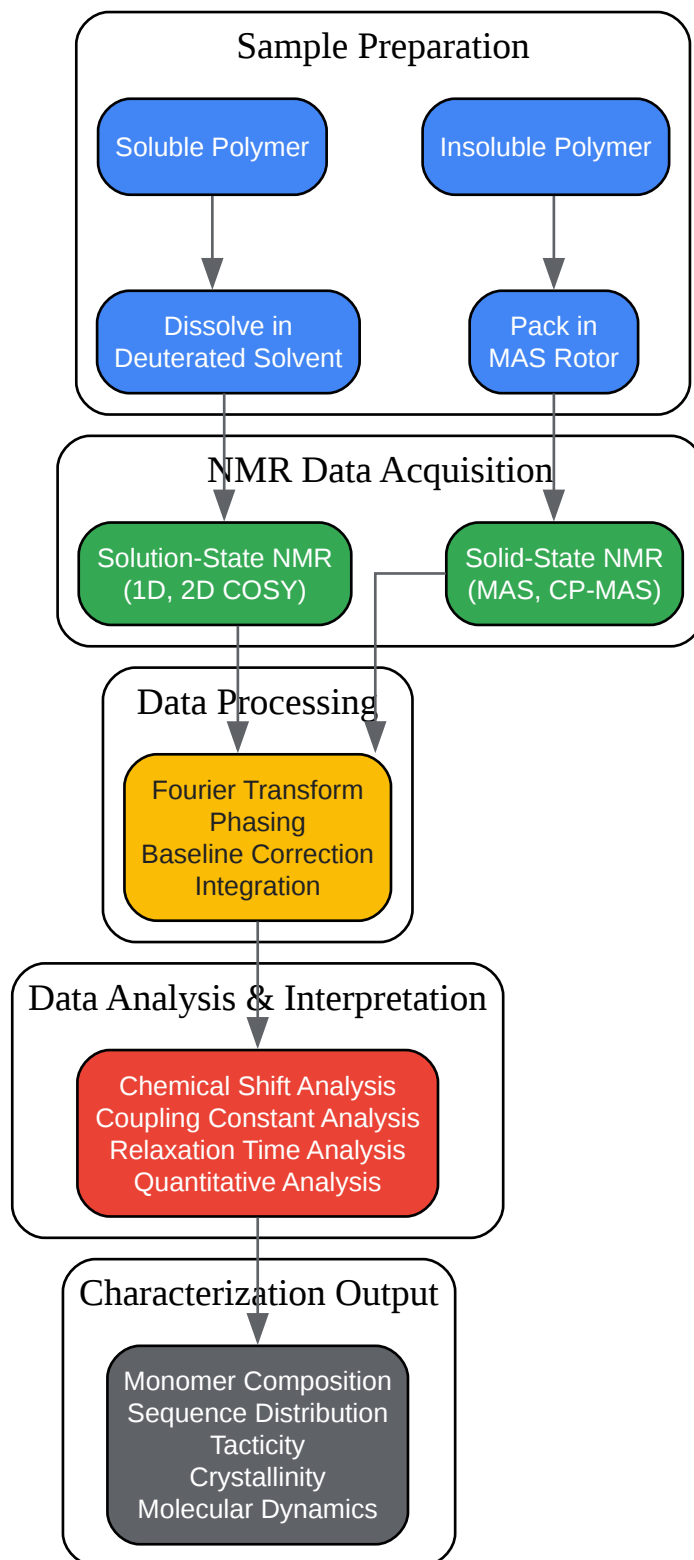 Sample Preparation
Soluble Polymer
Insoluble Polymer
Dissolve in
Deuterated Solvent
Pack in
MAS Rotor
NMR Data Acquisition
Solution-State NMR
(1D, 2D COSY)
Solid-State NMR
(MAS, CP-MAS)
Data Processing
Fourier Transform
Phasing
Baseline Correction
Integration
Data Analysis & Interpretation
Chemical Shift Analysis
Coupling Constant Analysis
Relaxation Time Analysis
Quantitative Analysis
Characterization Output
Monomer Composition
Sequence Distribution
Tacticity
Crystallinity
Molecular Dynamics